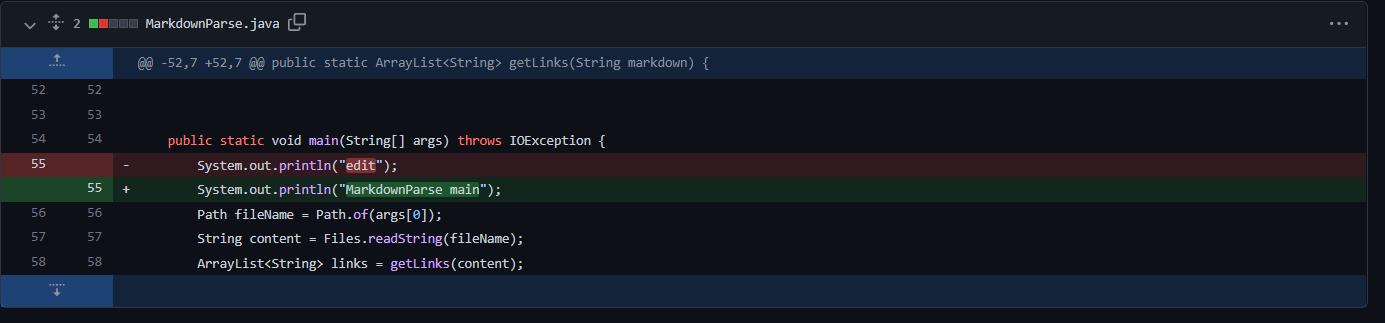 2 MarkdownParse.java
@@ -52,7 +52,7 @@ public static ArrayList<String> getLinks(String markdown) {
52 52
53 53
54 54 public static void main(String[] args) throws IOException {
55 - System.out.println("edit");
55 + System.out.println("MarkdownParse main");
56 56 Path fileName = Path.of(args[0]);
57 57 String content = Files.readString(fileName);
58 58 ArrayList<String> links = getLinks(content);